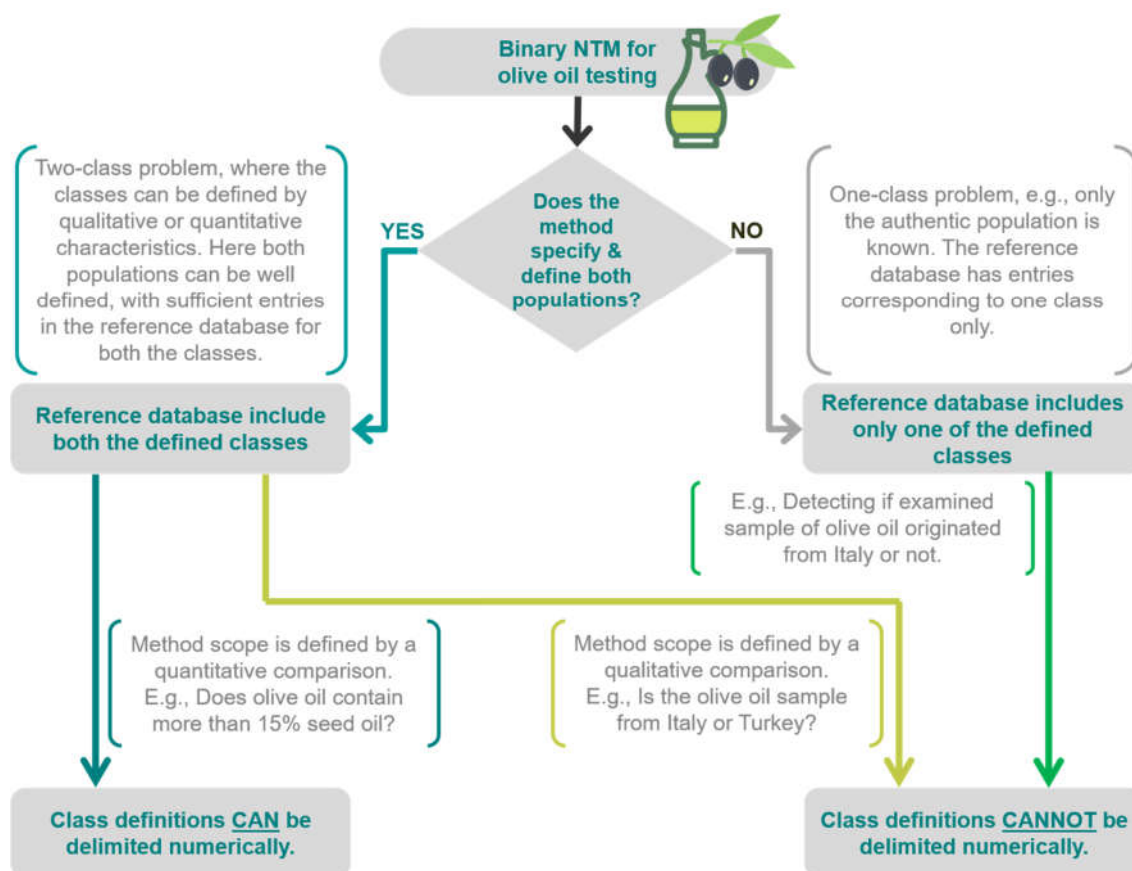 Binary NTM for
olive oil testing
Two-class problem, where the
classes can be defined by
qualitative or quantitative
characteristics. Here both
populations can be well
defined, with sufficient entries
in the reference database for
both the classes.
YES
Does the
method
specify &
define both
populations?
NO
One-class problem, e.g., only
the authentic population is
known. The reference
database has entries
corresponding to one class
only.
Reference database include
both the defined classes
Reference database includes
only one of the defined
classes
E.g., Detecting if examined
sample of olive oil originated
from Italy or not.
Method scope is defined by a
quantitative comparison.
E.g., Does olive oil contain
more than 15% seed oil?
Method scope is defined by a
qualitative comparison.
E.g., Is the olive oil sample
from Italy or Turkey?
Class definitions CAN be
delimited numerically.
Class definitions CANNOT be
delimited numerically.